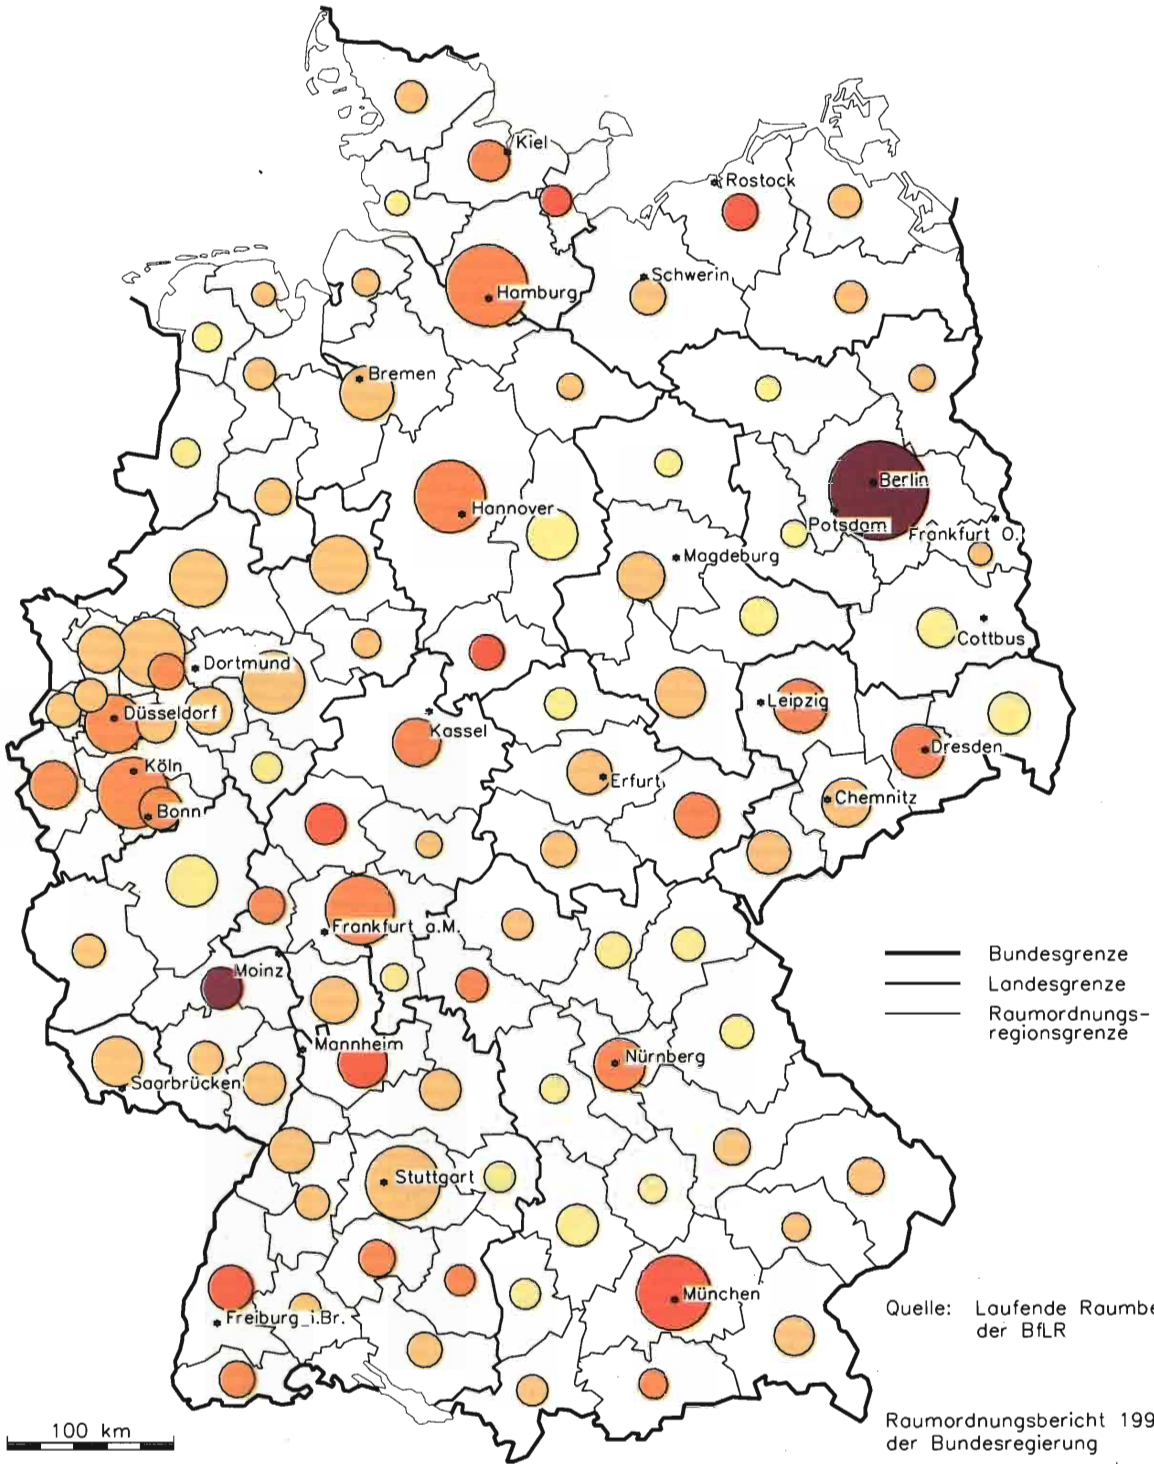 Kiel
Rostock
Schwerin
Hamburg
Bremen
Berlin
Hannover
Potsdam
Frankfurt O.
Magdeburg
Cottbus
Dortmund
Leipzig
Düsseldorf
Kassel
Dresden
Köln
Erfurt
Chemnitz
Bonn
Frankfurt a.M.
Bundesgrenze
Moinz
Landesgrenze
Raumordnungs-
regionsgrenze
Mannheim
Nürnberg
Saarbrücken
Stuttgart
München
Quelle: Laufende Raumbe
der BfLR
Freiburg i.Br.
100 km
Raumordnungsbericht 199
der Bundesregierung